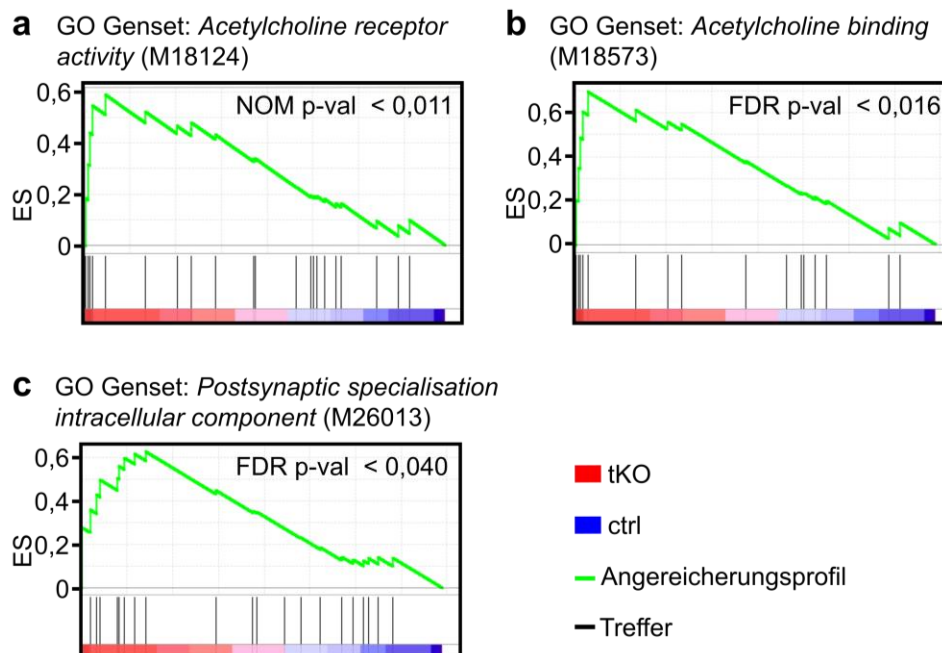 a GO Genset: Acetylcholine receptor
activity (M18124)
NOM p-val < 0,011
0,6
0,4
0,2
0
ES
b GO Genset: Acetylcholine binding
(M18573)
FDR p-val < 0,016
0,6
0,4
0,2
0
ES
c GO Genset: Postsynaptic specialisation
intracellular component (M26013)
FDR p-val < 0,040
0,6
0,4
0,2
0
ES
tKO
ctrl
Angereicherungsprofil
Treffer